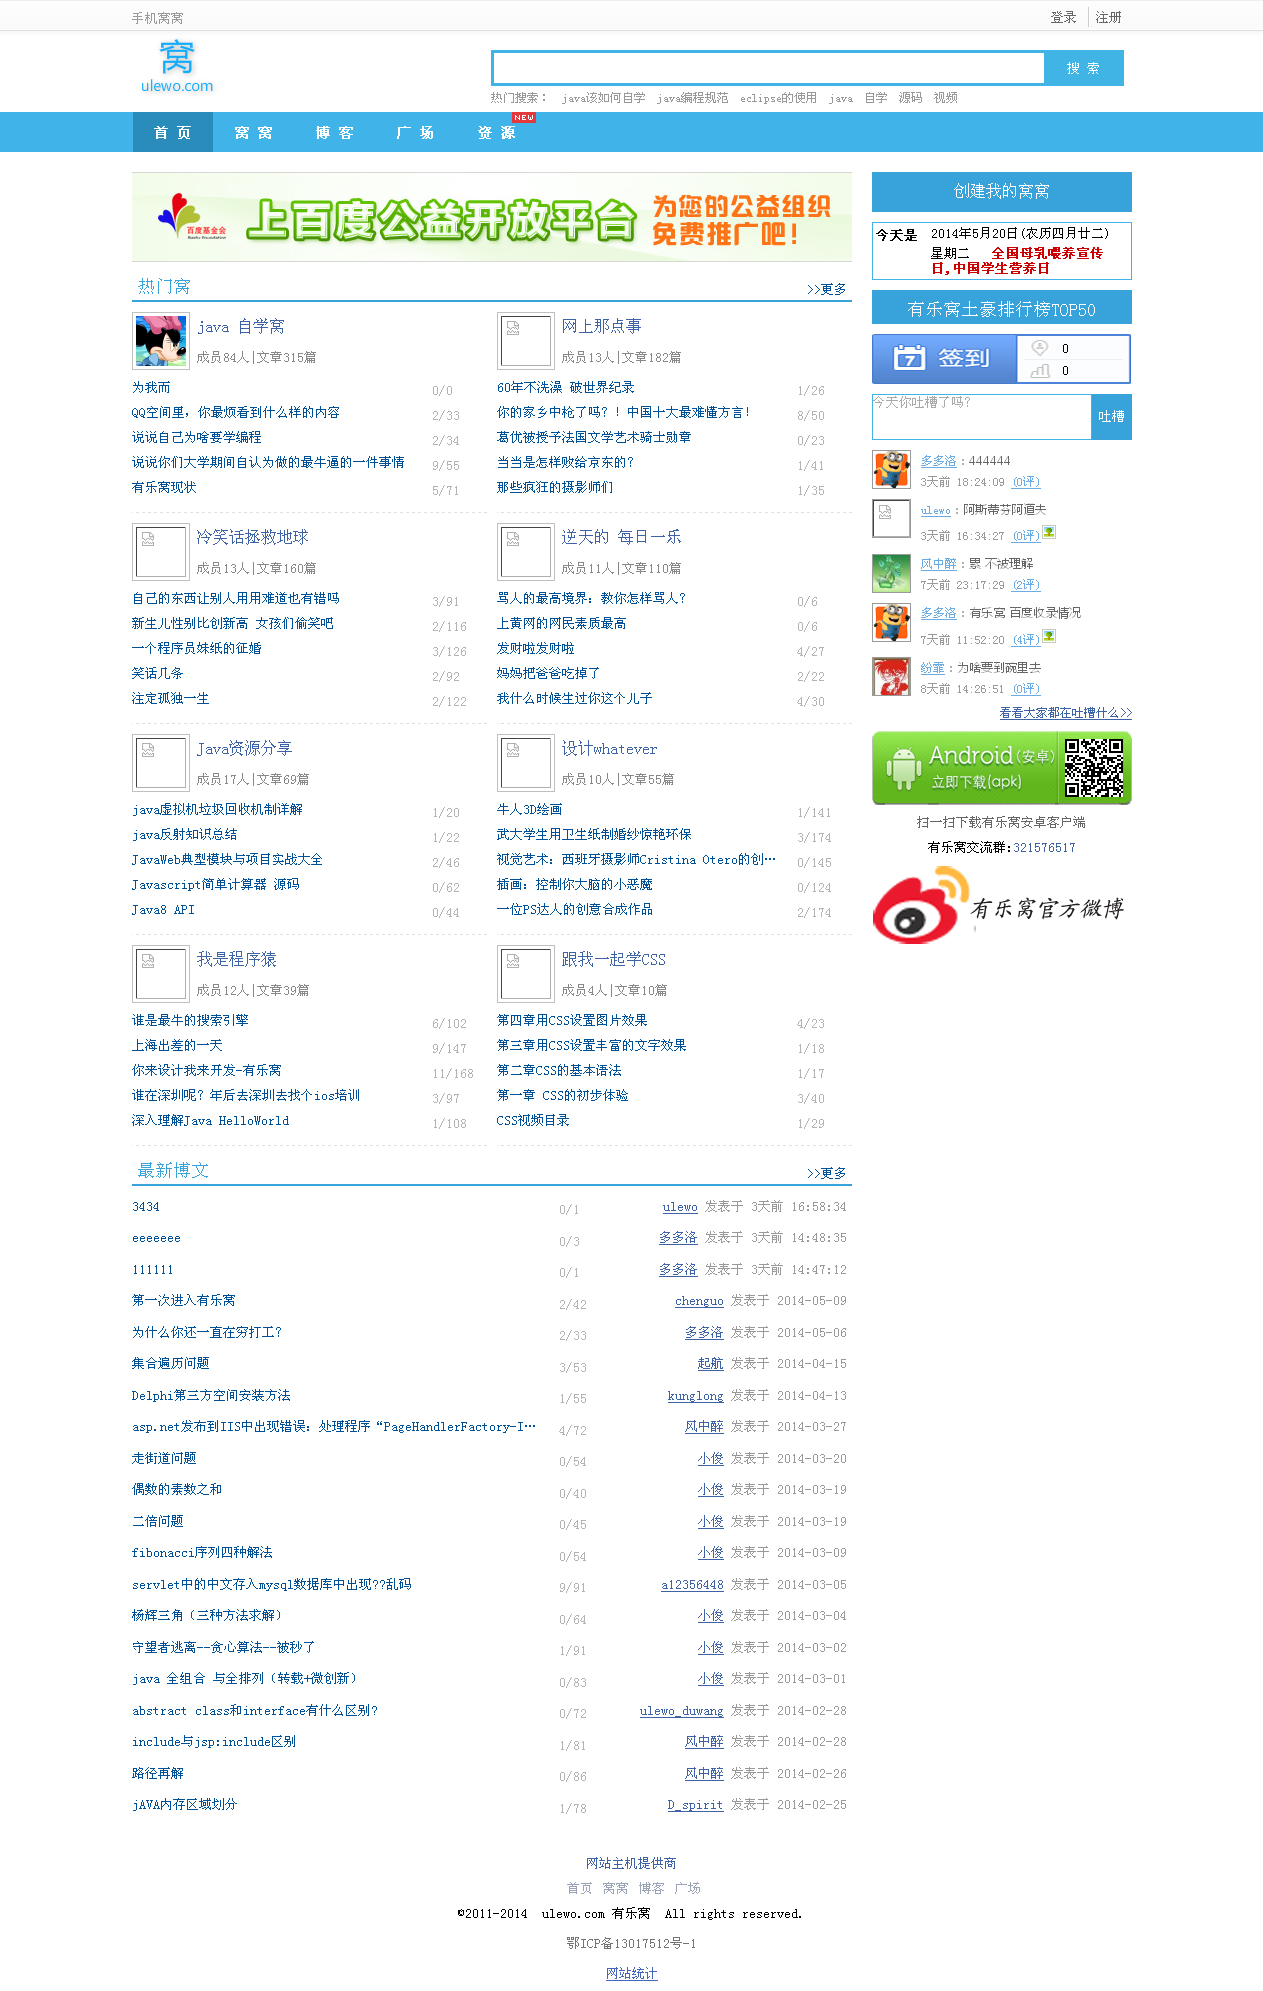 手机窝窝
登录 注册
窝
ulewo.com
搜 索
热门搜索： java该如何自学 java编程规范 eclipse的使用 java 自学 源码 视频
首 页 窝 窝 博 客 广 场 资 源 NEW
百度基金会 上百度公益开放平台 为您的公益组织
免费推广吧！
热门窝 >>更多
java 自学窝
成员84人|文章315篇
为我而 0/0
QQ空间里，你最烦看到什么样的内容 2/33
说说自己为啥要学编程 2/34
说说你们大学期间自认为做的最牛逼的一件事情 9/55
有乐窝现状 5/71
网上那点事
成员13人|文章182篇
60年不洗澡 破世界纪录 1/26
你的家乡中枪了吗？！中国十大最难懂方言！ 8/50
葛优被授予法国文学艺术骑士勋章 0/23
当当是怎样败给京东的？ 1/41
那些疯狂的摄影师们 1/35
冷笑话拯救地球
成员13人|文章160篇
自己的东西让别人用用难道也有错吗 3/91
新生儿性别比创新高 女孩们偷笑吧 2/116
一个程序员妹纸的征婚 3/126
笑话几条 2/92
注定孤独一生 2/122
逆天的 每日一乐
成员11人|文章110篇
骂人的最高境界：教你怎样骂人？ 0/6
上黄网的网民素质最高 0/6
发财啦发财啦 4/27
妈妈把爸爸吃掉了 2/22
我什么时候生过你这个儿子 4/30
Java资源分享
成员17人|文章69篇
java虚拟机垃圾回收机制详解 1/20
java反射知识总结 1/22
JavaWeb典型模块与项目实战大全 2/46
Javascript简单计算器 源码 0/62
Java8 API 0/44
设计whatever
成员10人|文章55篇
牛人3D绘画 1/141
武大学生用卫生纸制婚纱惊艳环保 3/174
视觉艺术：西班牙摄影师Cristina Otero的创… 0/145
插画：控制你大脑的小恶魔 0/124
一位PS达人的创意合成作品 2/174
我是程序猿
成员12人|文章39篇
谁是最牛的搜索引擎 6/102
上海出差的一天 9/147
你来设计我来开发-有乐窝 11/168
谁在深圳呢？年后去深圳去找个ios培训 3/97
深入理解Java HelloWorld 1/108
跟我一起学CSS
成员4人|文章10篇
第四章用CSS设置图片效果 4/23
第三章用CSS设置丰富的文字效果 1/18
第二章CSS的基本语法 1/17
第一章 CSS的初步体验 3/40
CSS视频目录 1/29
最新博文 >>更多
3434 0/1 ulewo 发表于 3天前 16:58:34
eeeeeee 0/3 多多洛 发表于 3天前 14:48:35
111111 0/1 多多洛 发表于 3天前 14:47:12
第一次进入有乐窝 2/42 chenguo 发表于 2014-05-09
为什么你还一直在穷打工？ 2/33 多多洛 发表于 2014-05-06
集合遍历问题 3/53 起航 发表于 2014-04-15
Delphi第三方空间安装方法 1/55 kunglong 发表于 2014-04-13
asp.net发布到IIS中出现错误：处理程序“PageHandlerFactory-I… 4/72 风中醉 发表于 2014-03-27
走街道问题 0/54 小俊 发表于 2014-03-20
偶数的素数之和 0/40 小俊 发表于 2014-03-19
二倍问题 0/45 小俊 发表于 2014-03-19
fibonacci序列四种解法 0/54 小俊 发表于 2014-03-09
servlet中的中文存入mysql数据库中出现??乱码 9/91 a12356448 发表于 2014-03-05
杨辉三角（三种方法求解） 0/64 小俊 发表于 2014-03-04
守望者逃离--贪心算法--被秒了 1/91 小俊 发表于 2014-03-02
java 全组合 与全排列（转载+微创新） 0/83 小俊 发表于 2014-03-01
abstract class和interface有什么区别? 0/72 ulewo_duwang 发表于 2014-02-28
include与jsp:include区别 1/81 风中醉 发表于 2014-02-28
路径再解 0/86 风中醉 发表于 2014-02-26
jAVA内存区域划分 1/78 D_spirit 发表于 2014-02-25
创建我的窝窝
今天是 2014年5月20日(农历四月廿二)
星期二 全国母乳喂养宣传
日,中国学生营养日
有乐窝土豪排行榜TOP50
7 签到 0
0
今天你吐槽了吗？
吐槽
多多洛：444444
3天前 18:24:09 (0评)
ulewo：阿斯蒂芬阿道夫
3天前 16:34:27 (0评)
风中醉：累 不被理解
7天前 23:17:29 (2评)
多多洛：有乐窝 百度收录情况
7天前 11:52:20 (4评)
纷霏：为啥要到碗里去
8天前 14:26:51 (0评)
看看大家都在吐槽什么>>
Android(安卓)
立即下载(apk)
扫一扫下载有乐窝安卓客户端
有乐窝交流群:321576517
有乐窝官方微博
网站主机提供商
首页 窝窝 博客 广场
©2011-2014 ulewo.com 有乐窝 All rights reserved.
鄂ICP备13017512号-1
网站统计